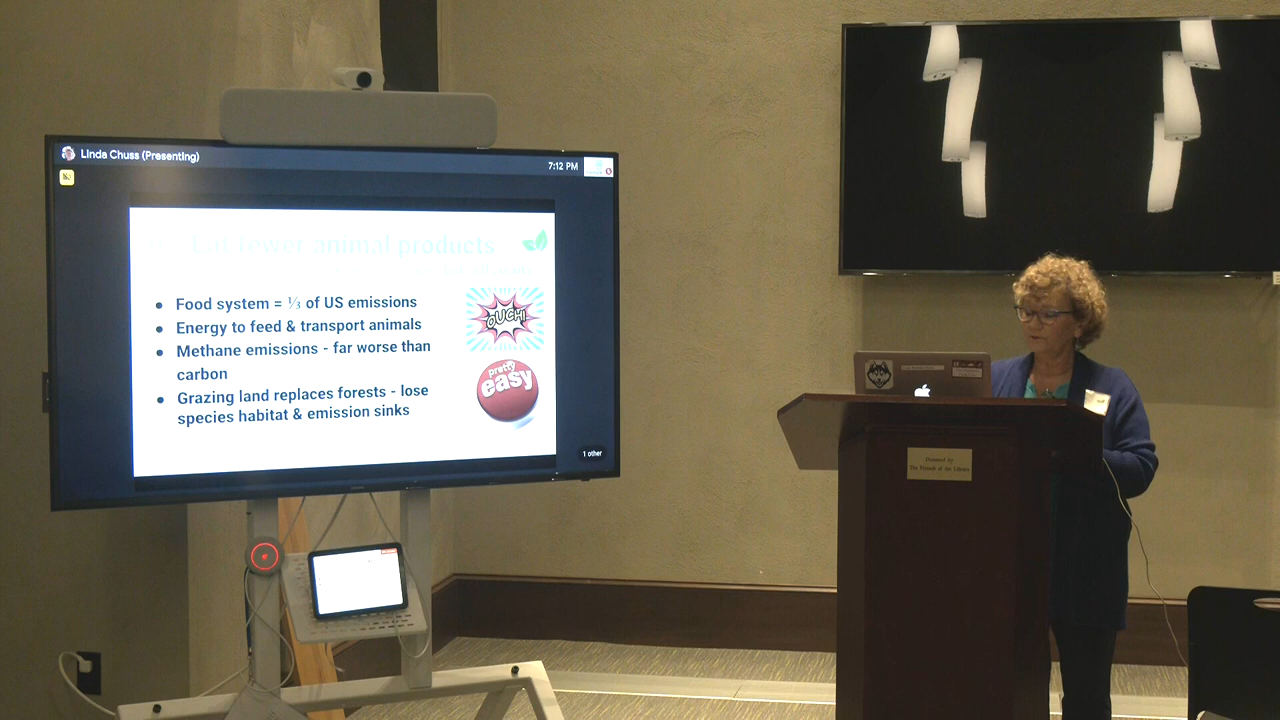 Linda Chuss (Presenting)
7:12 PM
Eat fewer animal products
● Food system = ⅓ of US emissions
● Energy to feed & transport animals
● Methane emissions - far worse than
carbon
● Grazing land replaces forests - lose
species habitat & emission sinks
OUCH!
pretty
easy
1 other
Donated by
The Friends of the Library